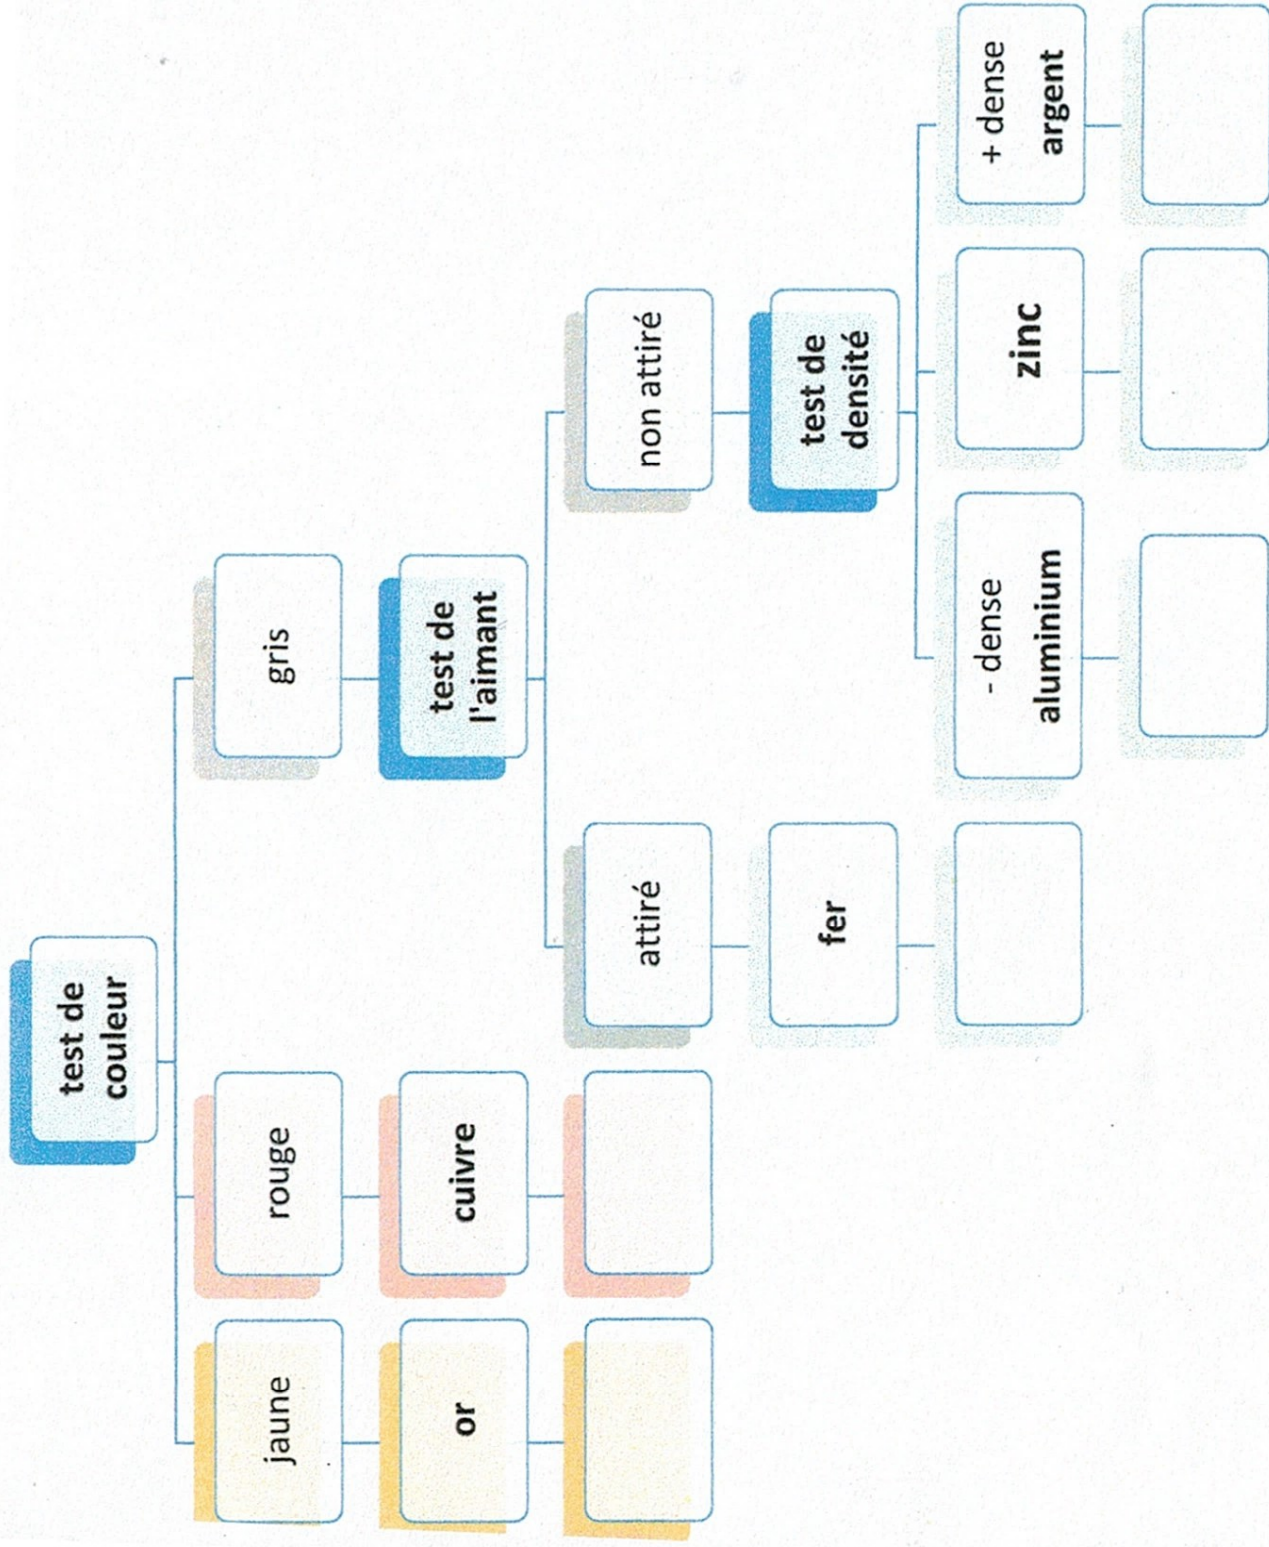 test de
couleur
jaune
rouge
gris
or
cuivre
test de
l'aimant
attiré
non attiré
fer
test de
densité
- dense
aluminium
zinc
+ dense
argent